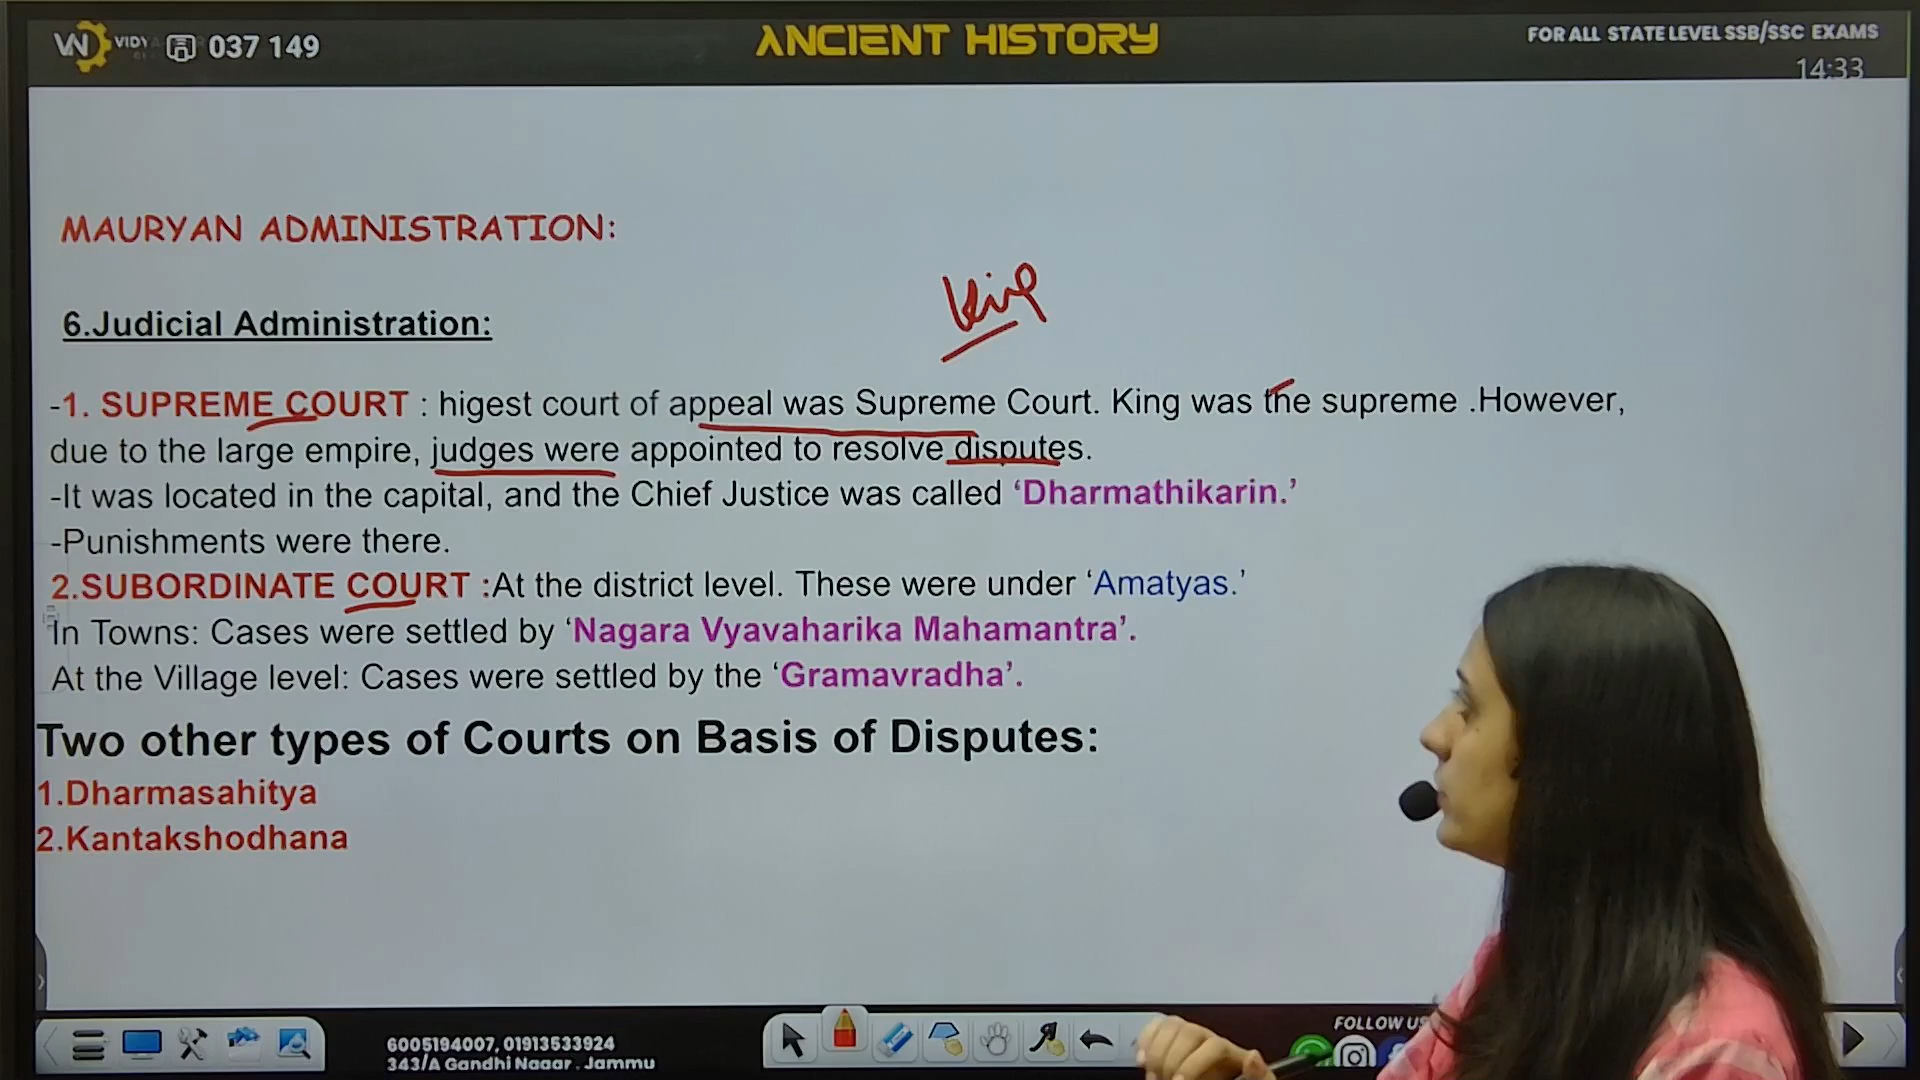 VN VIDY 037 149
ANCIENT HISTORY
FOR ALL STATE LEVEL SSB/SSC EXAMS
14:33
MAURYAN ADMINISTRATION:
King
6.Judicial Administration:
-1. SUPREME COURT : higest court of appeal was Supreme Court. King was the supreme .However,
due to the large empire, judges were appointed to resolve disputes.
-It was located in the capital, and the Chief Justice was called ‘Dharmathikarin.’
-Punishments were there.
2.SUBORDINATE COURT :At the district level. These were under ‘Amatyas.’
In Towns: Cases were settled by ‘Nagara Vyavaharika Mahamantra’.
At the Village level: Cases were settled by the ‘Gramavradha’.
Two other types of Courts on Basis of Disputes:
1.Dharmasahitya
2.Kantakshodhana
6005194007, 01913533924
343/A Gandhi Nagar . Jammu
FOLLOW US